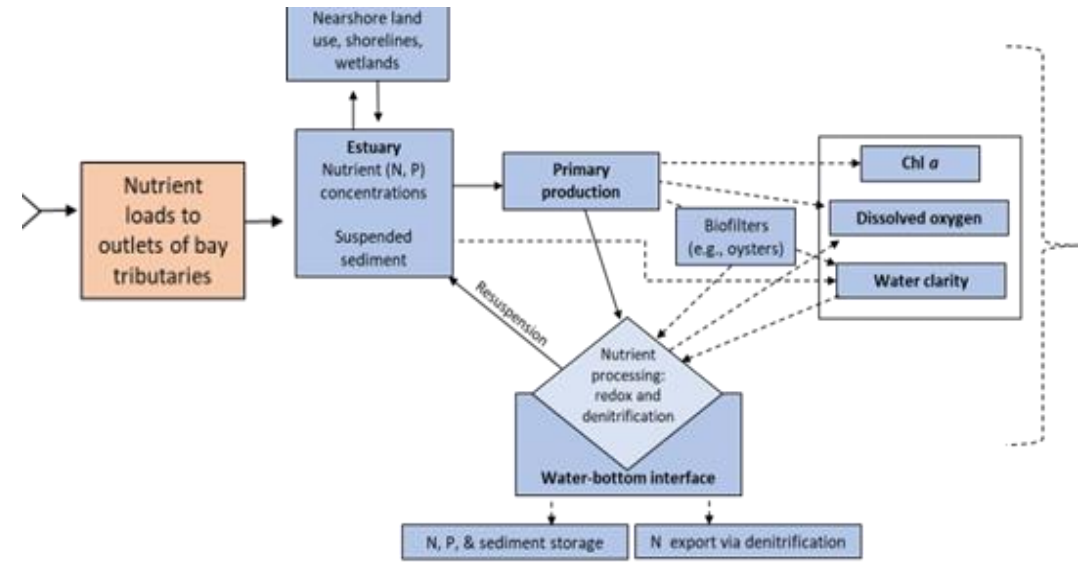 Nearshore land
use, shorelines,
wetlands
Estuary
Nutrient (N, P)
concentrations
Suspended
sediment
Nutrient
loads to
outlets of bay
tributaries
Primary
production
Biofilters
(e.g., oysters)
Chl a
Dissolved oxygen
Water clarity
Resuspension
Nutrient
processing:
redox and
denitrification
Water-bottom interface
N, P, & sediment storage
N export via denitrification